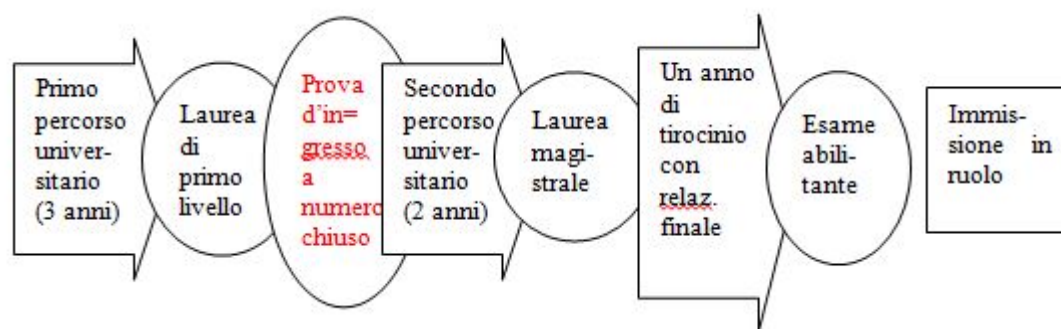 Primo
percorso
univer-
sitario
(3 anni)
Laurea
di
primo
livello
Prova
d'in=
gresso
a
numero
chiuso
Secondo
percorso
univer-
sitario
(2 anni)
Laurea
magi-
strale
Un anno
di
tirocinio
con
relaz.
finale
Esame
abili-
tante
Immis-
sione in
ruolo